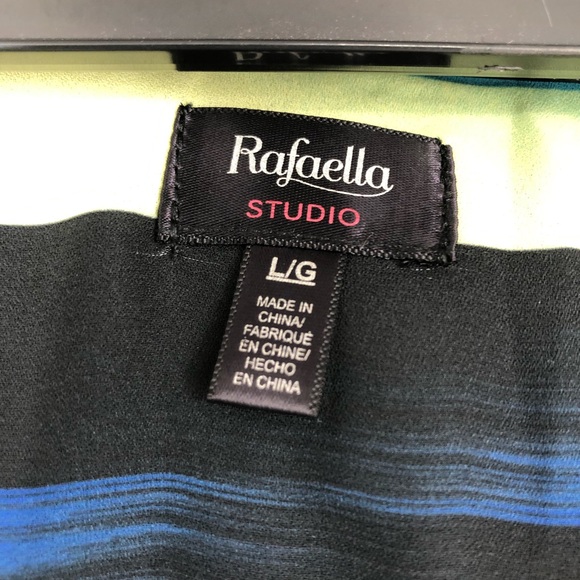 Rafaella
STUDIO
L/G
MADE IN
CHINA/
FABRIQUÉ
EN CHINE/
HECHO
EN CHINA